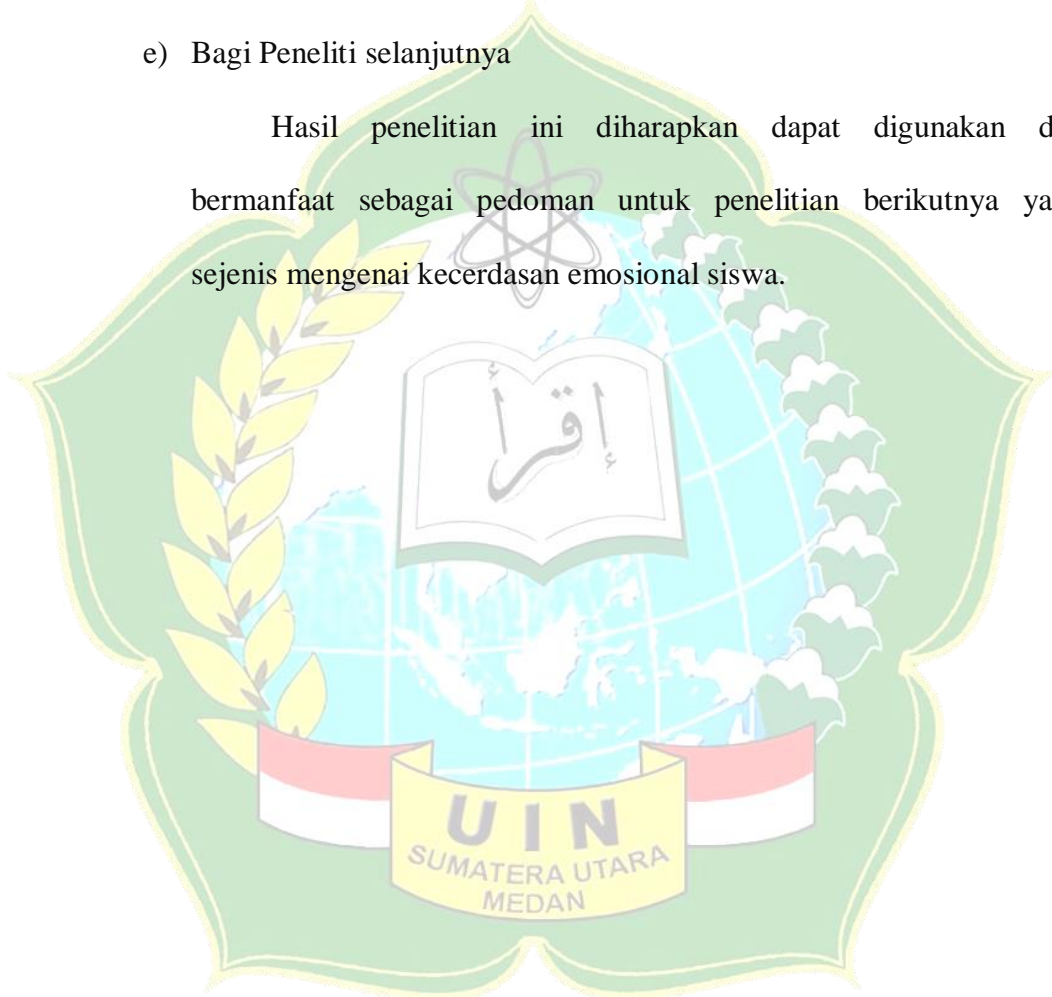 e) Bagi Peneliti selanjutnya
Hasil penelitian ini diharapkan dapat digunakan d
bermanfaat sebagai pedoman untuk penelitian berikutnya ya
sejenis mengenai kecerdasan emosional siswa.
إقرأ
UIN
SUMATERA UTARA
MEDAN